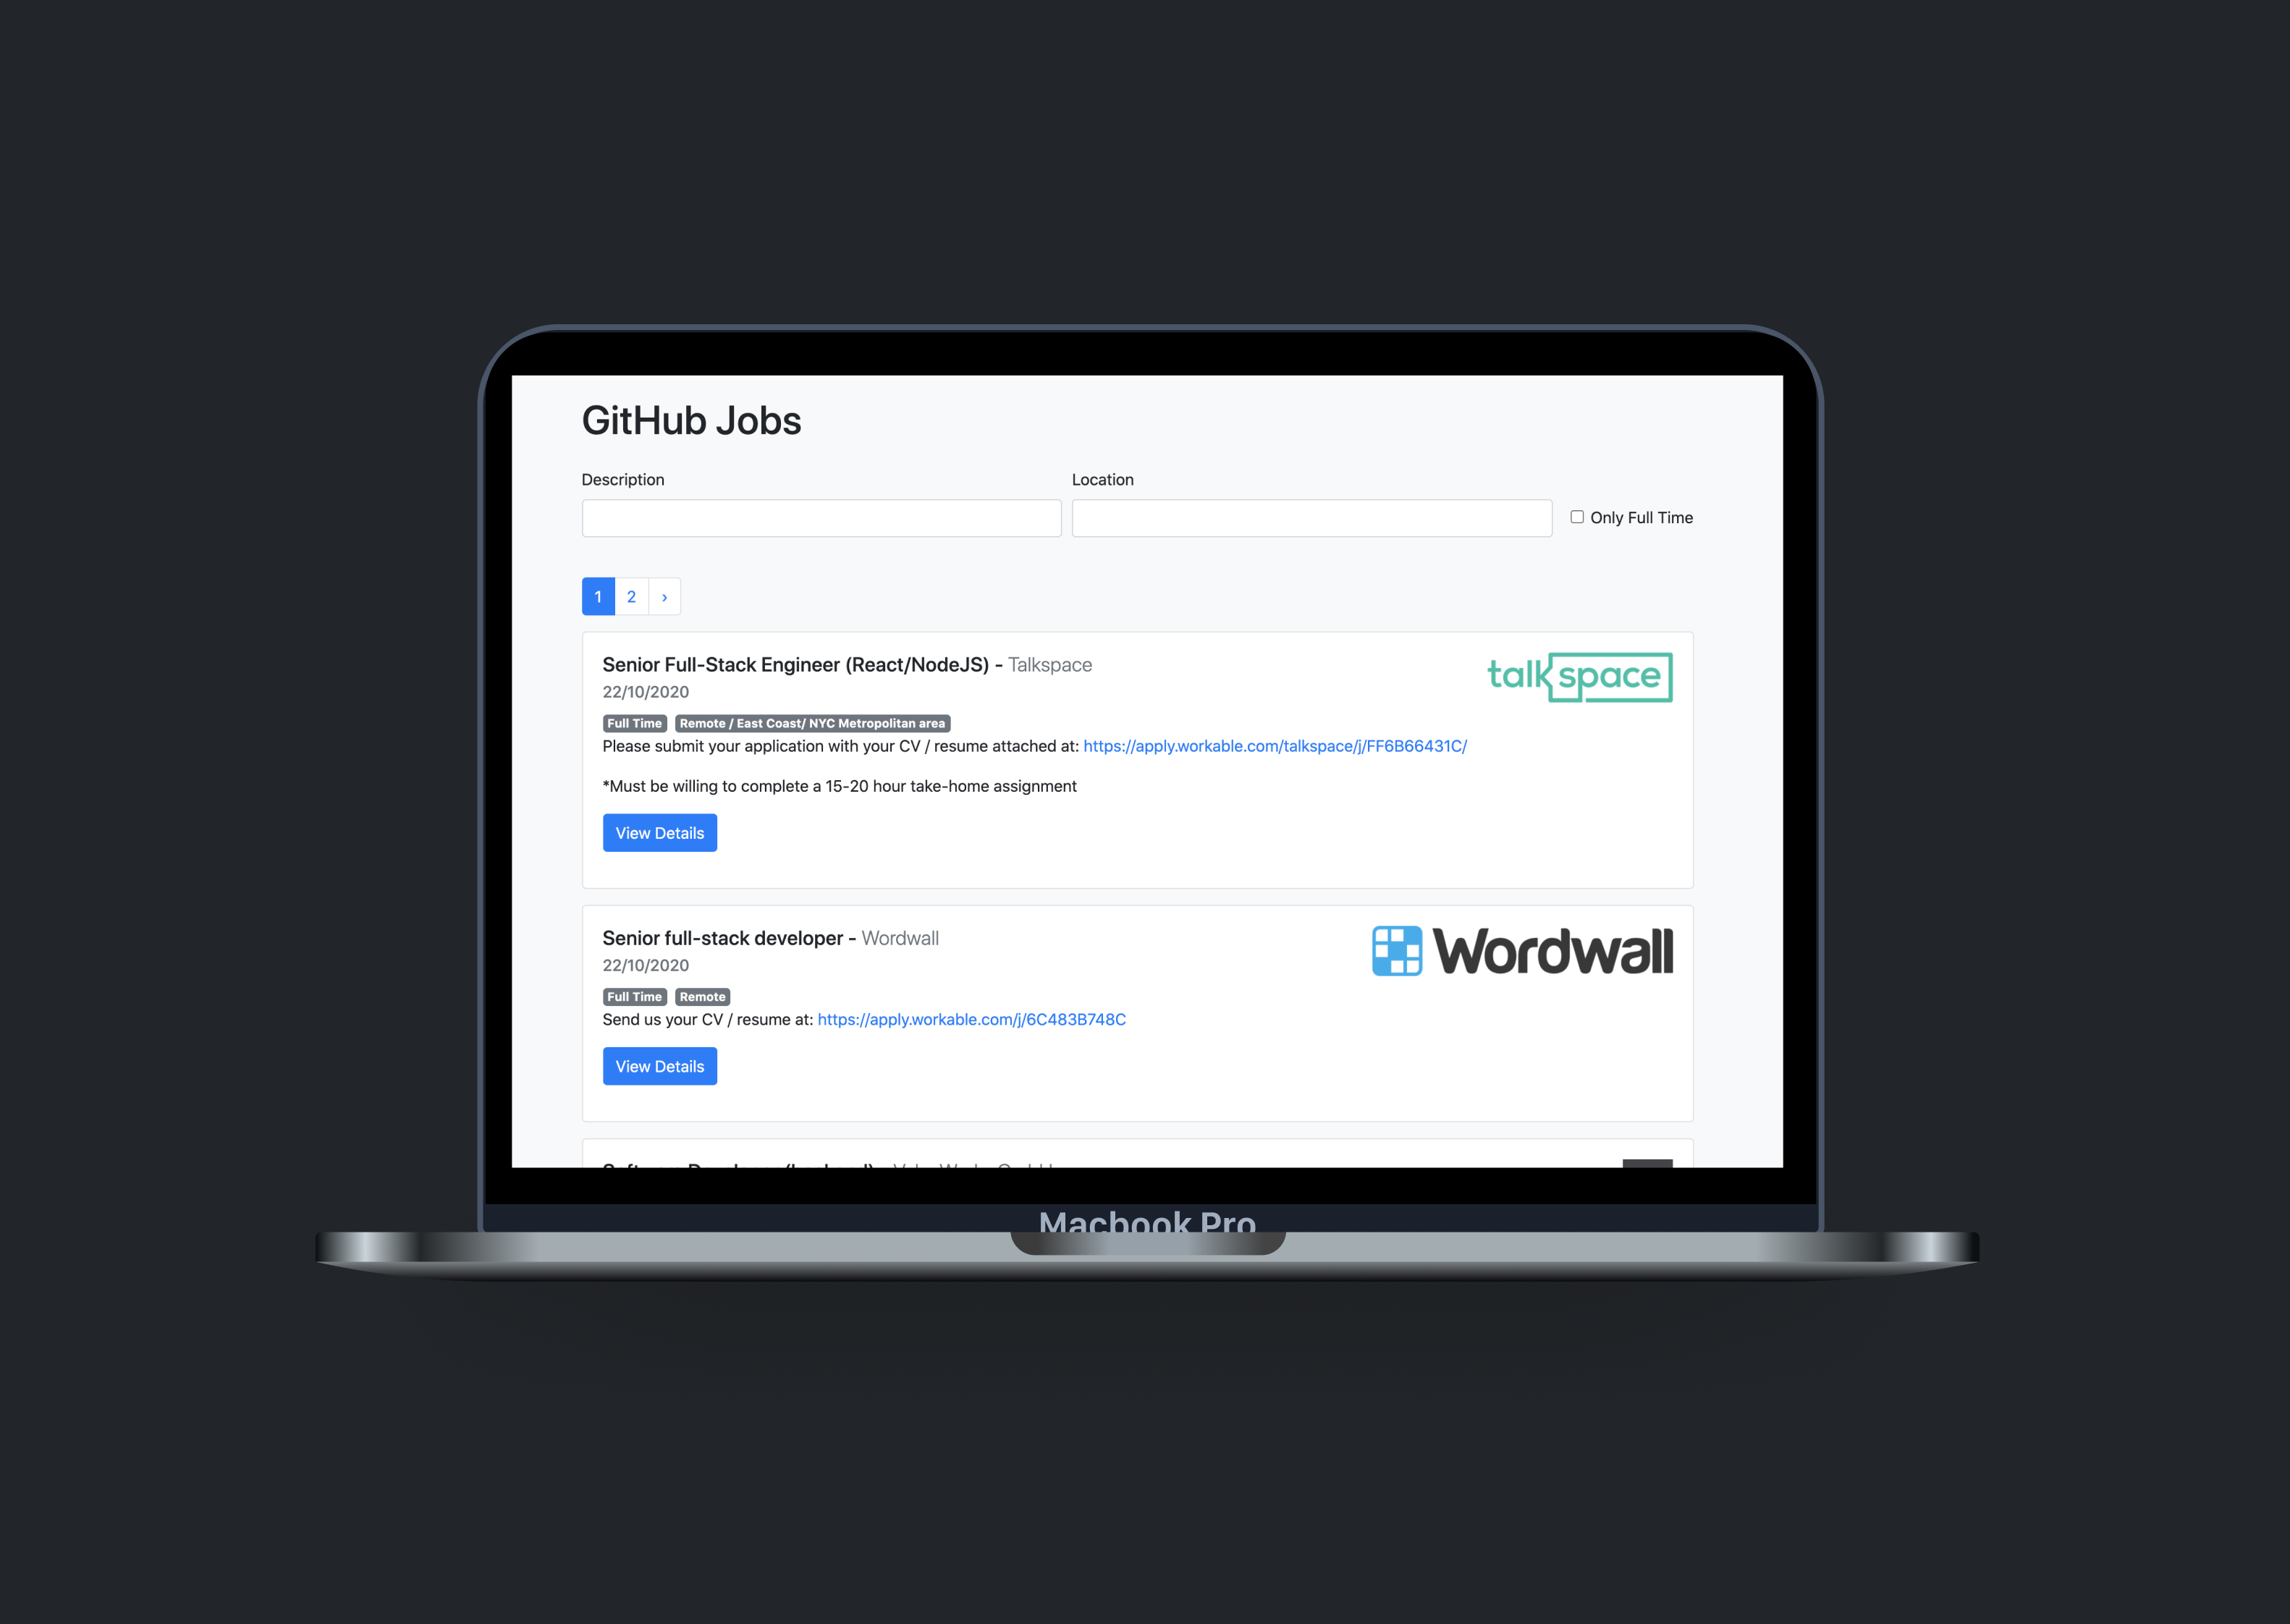 GitHub Jobs
Description Location
Only Full Time
1 2 ›
Senior Full-Stack Engineer (React/NodeJS) - Talkspace
talkspace
22/10/2020
Full Time Remote / East Coast/ NYC Metropolitan area
Please submit your application with your CV / resume attached at: https://apply.workable.com/talkspace/j/FF6B66431C/
*Must be willing to complete a 15-20 hour take-home assignment
View Details
Senior full-stack developer - Wordwall
Wordwall
22/10/2020
Full Time Remote
Send us your CV / resume at: https://apply.workable.com/j/6C483B748C
View Details
Macbook Pro